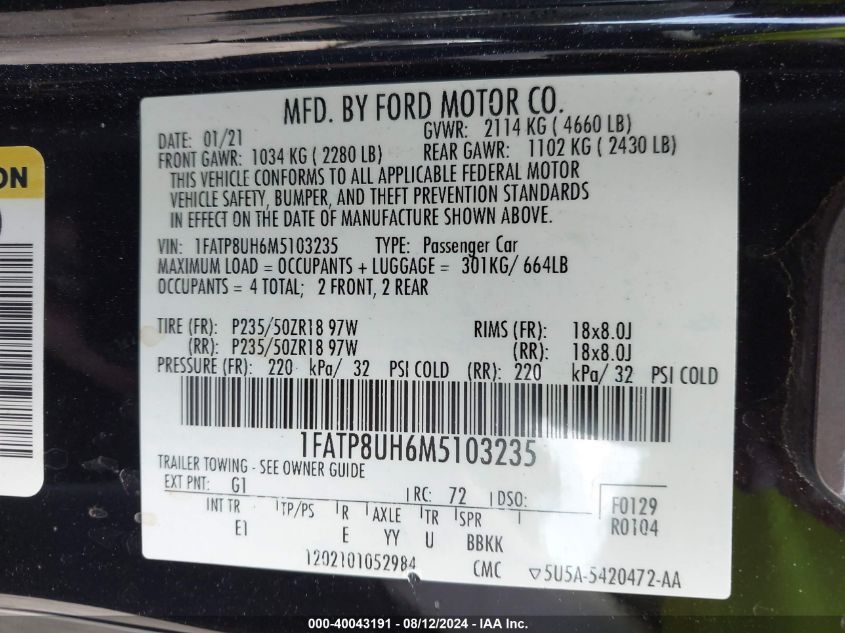 ON
MFD. BY FORD MOTOR CO.
DATE: 01/21 GVWR: 2114 KG ( 4660 LB)
FRONT GAWR: 1034 KG ( 2280 LB) REAR GAWR: 1102 KG ( 2430 LB)
THIS VEHICLE CONFORMS TO ALL APPLICABLE FEDERAL MOTOR
VEHICLE SAFETY, BUMPER, AND THEFT PREVENTION STANDARDS
IN EFFECT ON THE DATE OF MANUFACTURE SHOWN ABOVE.
VIN: 1FATP8UH6M5103235 TYPE: Passenger Car
MAXIMUM LOAD = OCCUPANTS + LUGGAGE = 301KG/ 664LB
OCCUPANTS = 4 TOTAL; 2 FRONT, 2 REAR
TIRE (FR): P235/50ZR18 97W RIMS (FR): 18x8.0J
(RR): P235/50ZR18 97W (RR): 18x8.0J
PRESSURE (FR): 220 kPa/ 32 PSI COLD (RR): 220 kPa/ 32 PSI COLD
1FATP8UH6M5103235
TRAILER TOWING - SEE OWNER GUIDE
EXT PNT: G1 RC: 72 DSO: F0129
INT TR TP/PS R AXLE TR SPR R0104
E1 E YY U BBKK
1202101052984 CMC ▽5U5A-5420472-AA
000-40043191 - 08/12/2024 - IAA Inc.